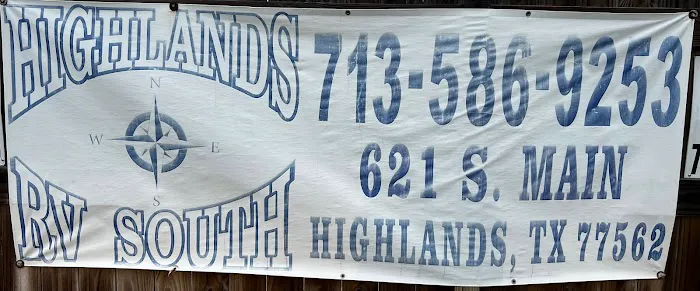 HIGHLANDS
N
W E
S
RV SOUTH
713-586-9253
621 S. MAIN
HIGHLANDS, TX 77562